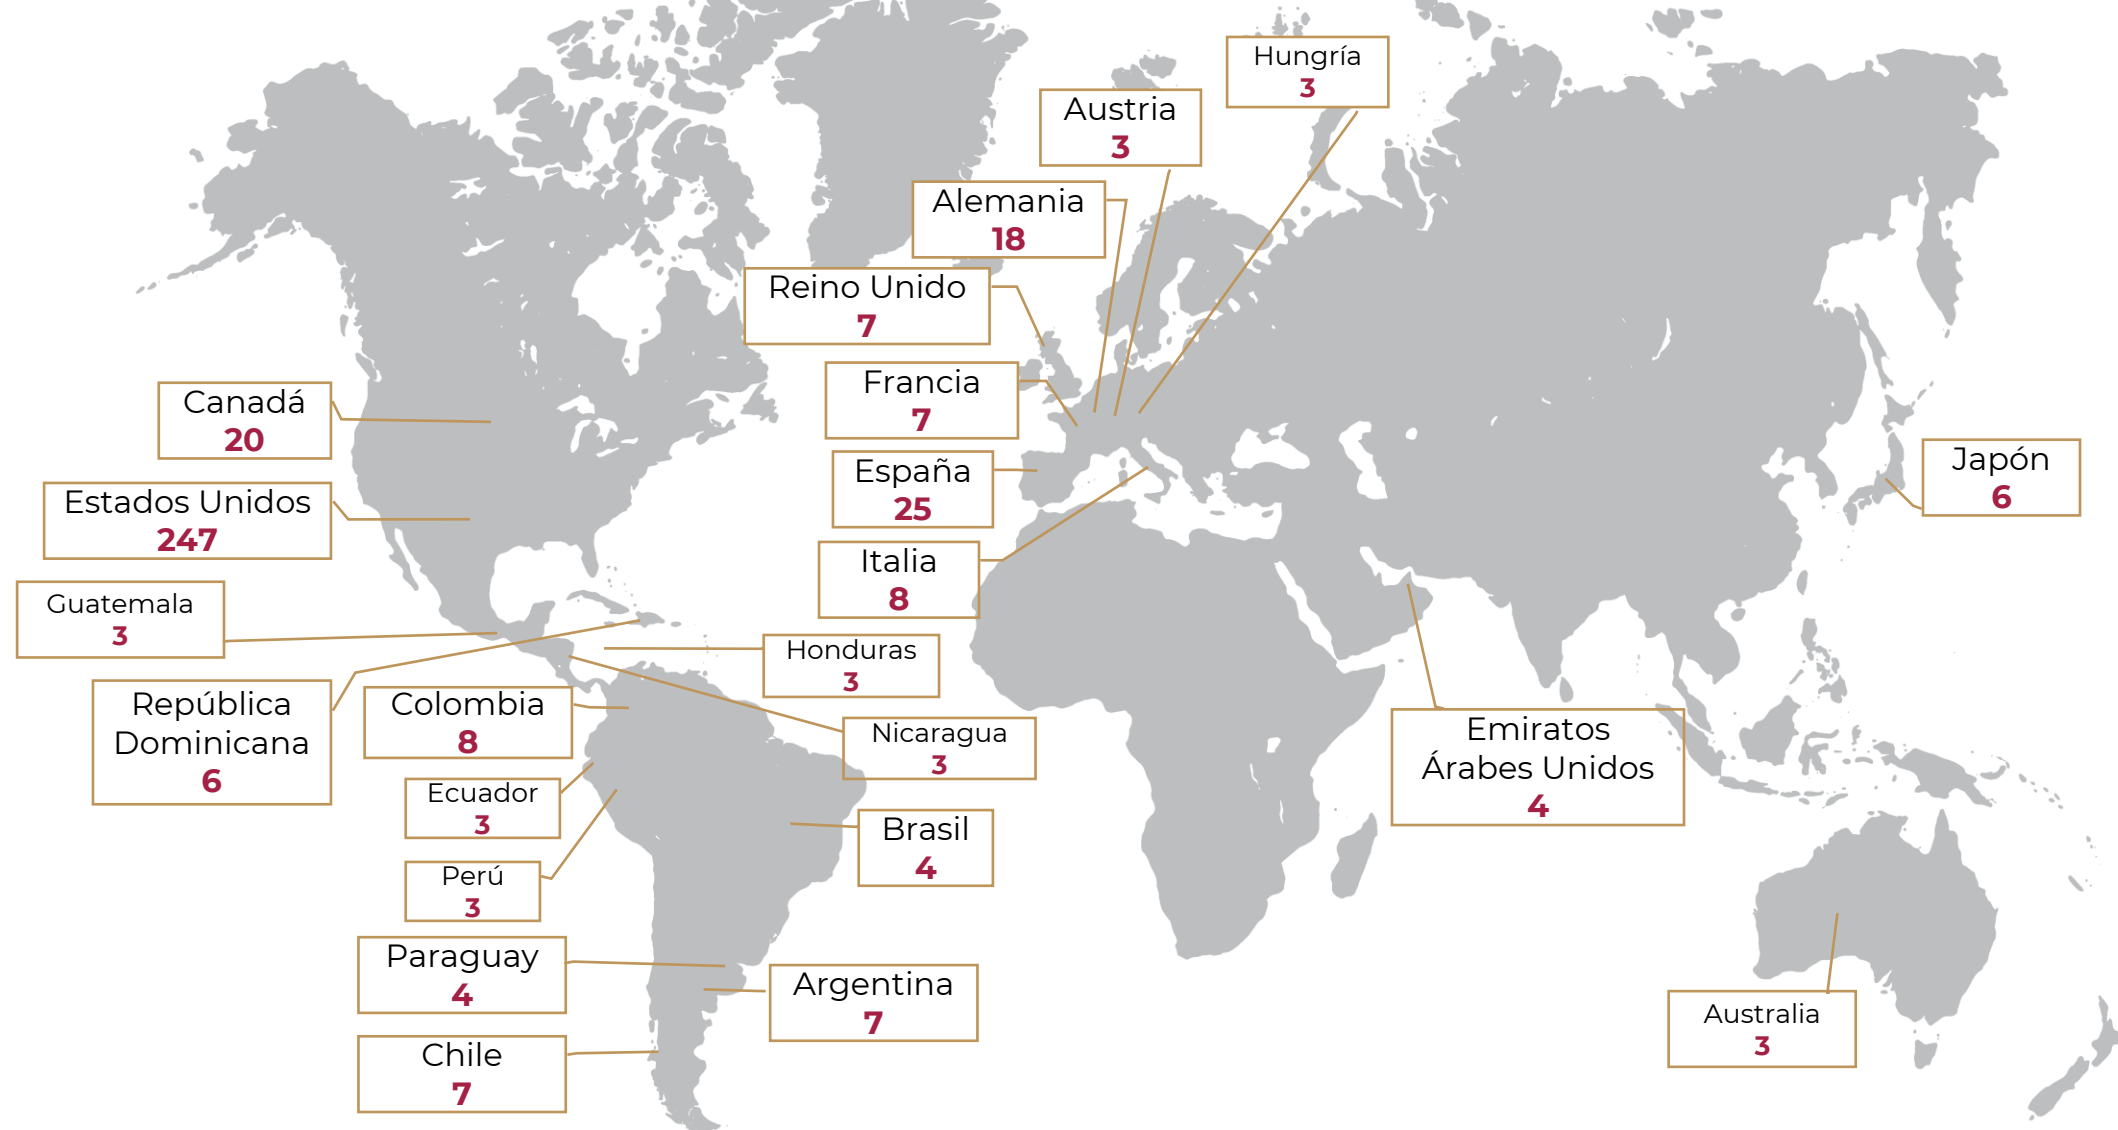 Hungría
3
Austria
3
Alemania
18
Reino Unido
7
Francia
7
Canadá
20
España
25
Japón
6
Estados Unidos
247
Italia
8
Guatemala
3
Honduras
3
República
Dominicana
6
Colombia
8
Nicaragua
3
Emiratos
Árabes Unidos
4
Ecuador
3
Brasil
4
Perú
3
Paraguay
4
Argentina
7
Australia
3
Chile
7